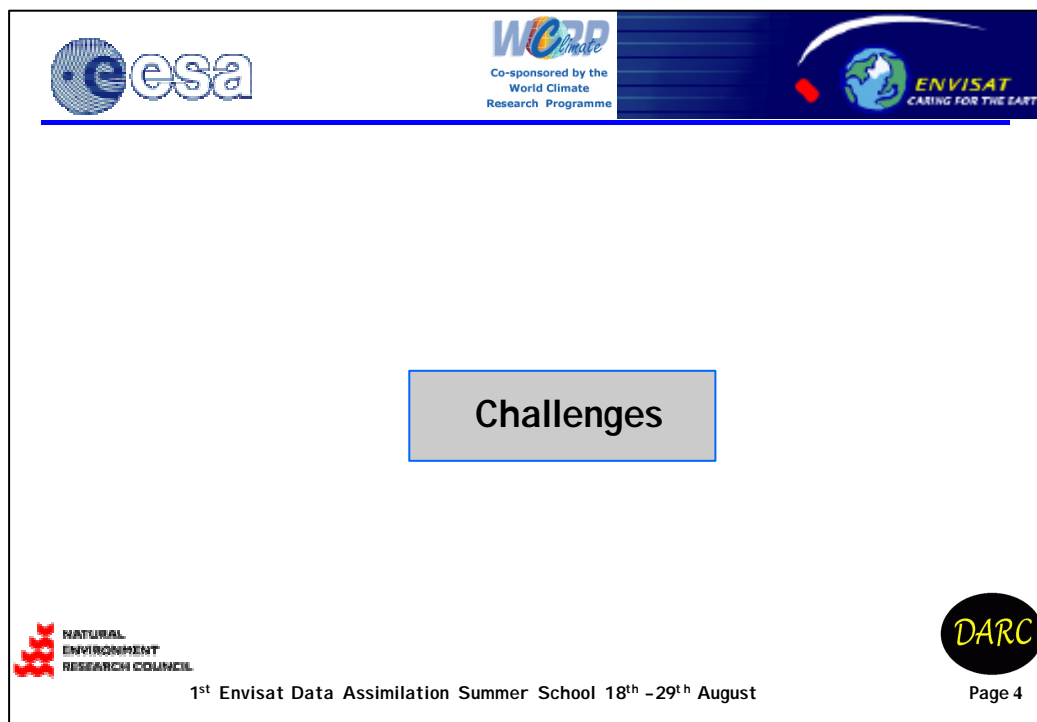 esa
WCRP
Climate
Co-sponsored by the
World Climate
Research Programme
ENVISAT
CARING FOR THE EART
Challenges
NATURAL
ENVIRONMENT
RESEARCH COUNCIL
DARC
1st Envisat Data Assimilation Summer School 18th –29th August
Page 4